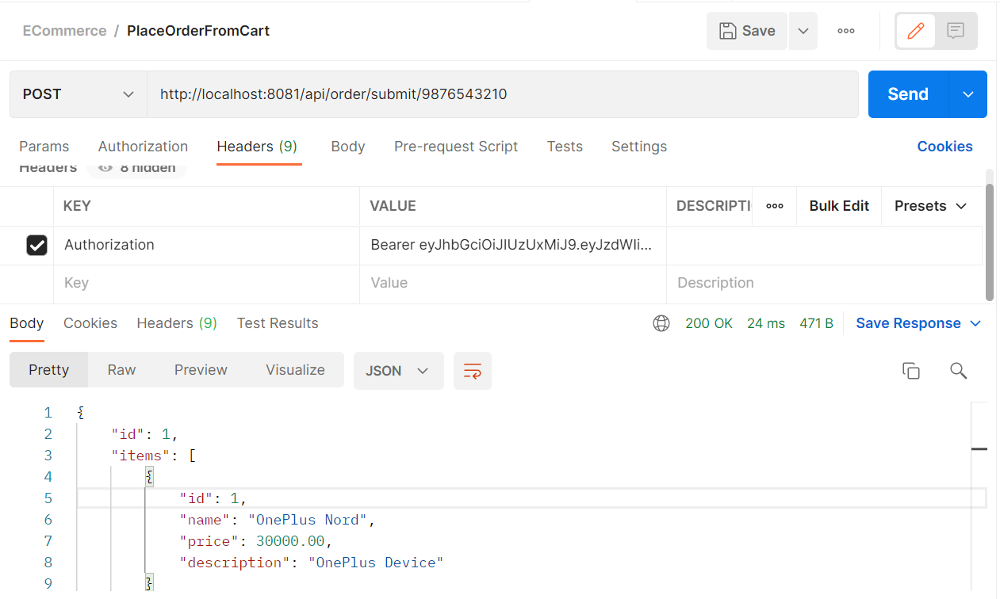 ECommerce / PlaceOrderFromCart
Save
POST
http://localhost:8081/api/order/submit/9876543210
Send
Params Authorization Headers (9) Body Pre-request Script Tests Settings Cookies
Headers 8 hidden
KEY VALUE DESCRIPTI Bulk Edit Presets
Authorization Bearer eyJhbGciOiJIUzUxMiJ9.eyJzdWIi...
Key Value Description
Body Cookies Headers (9) Test Results 200 OK 24 ms 471 B Save Response
Pretty Raw Preview Visualize JSON
1 {
2 "id": 1,
3 "items": [
4 {
5 "id": 1,
6 "name": "OnePlus Nord",
7 "price": 30000.00,
8 "description": "OnePlus Device"
9 }